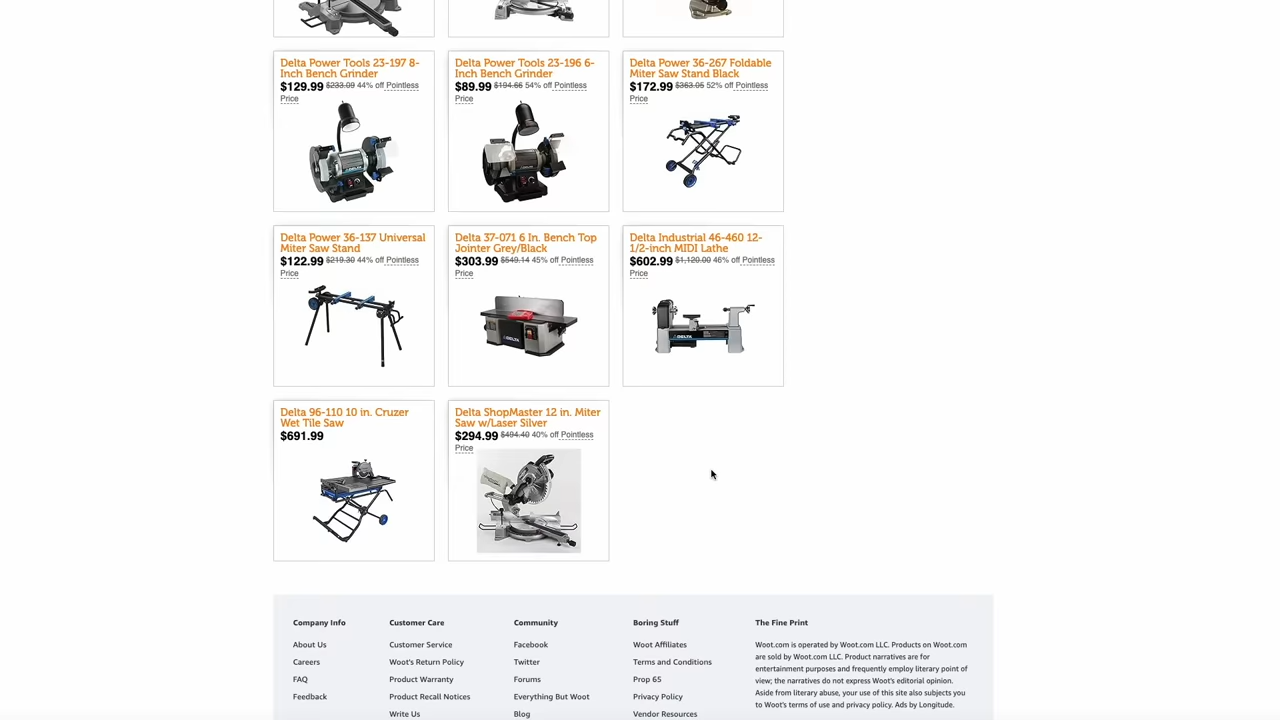 Delta Power Tools 23-197 8-
Inch Bench Grinder
$129.99 $233.09 44% off Pointless
Price
Delta Power Tools 23-196 6-
Inch Bench Grinder
$89.99 $194.66 54% off Pointless
Price
Delta Power 36-267 Foldable
Miter Saw Stand Black
$172.99 $363.05 52% off Pointless
Price
Delta Power 36-137 Universal
Miter Saw Stand
$122.99 $219.30 44% off Pointless
Price
Delta 37-071 6 In. Bench Top
Jointer Grey/Black
$303.99 $549.14 45% off Pointless
Price
Delta Industrial 46-460 12-
1/2-inch MIDI Lathe
$602.99 $1,120.00 46% off Pointless
Price
DELTA
DELTA
Delta 96-110 10 in. Cruzer
Wet Tile Saw
$691.99
Delta ShopMaster 12 in. Miter
Saw w/Laser Silver
$294.99 $494.40 40% off Pointless
Price
Company Info
About Us
Careers
FAQ
Feedback
Customer Care
Customer Service
Woot's Return Policy
Product Warranty
Product Recall Notices
Write Us
Community
Facebook
Twitter
Forums
Everything But Woot
Blog
Boring Stuff
Woot Affiliates
Terms and Conditions
Prop 65
Privacy Policy
Vendor Resources
The Fine Print
Woot.com is operated by Woot.com LLC. Products on Woot.com
are sold by Woot.com LLC. Product narratives are for
entertainment purposes and frequently employ literary point of
view; the narratives do not express Woot's editorial opinion.
Aside from literary abuse, your use of this site also subjects you
to Woot's terms of use and privacy policy. Ads by Longitude.